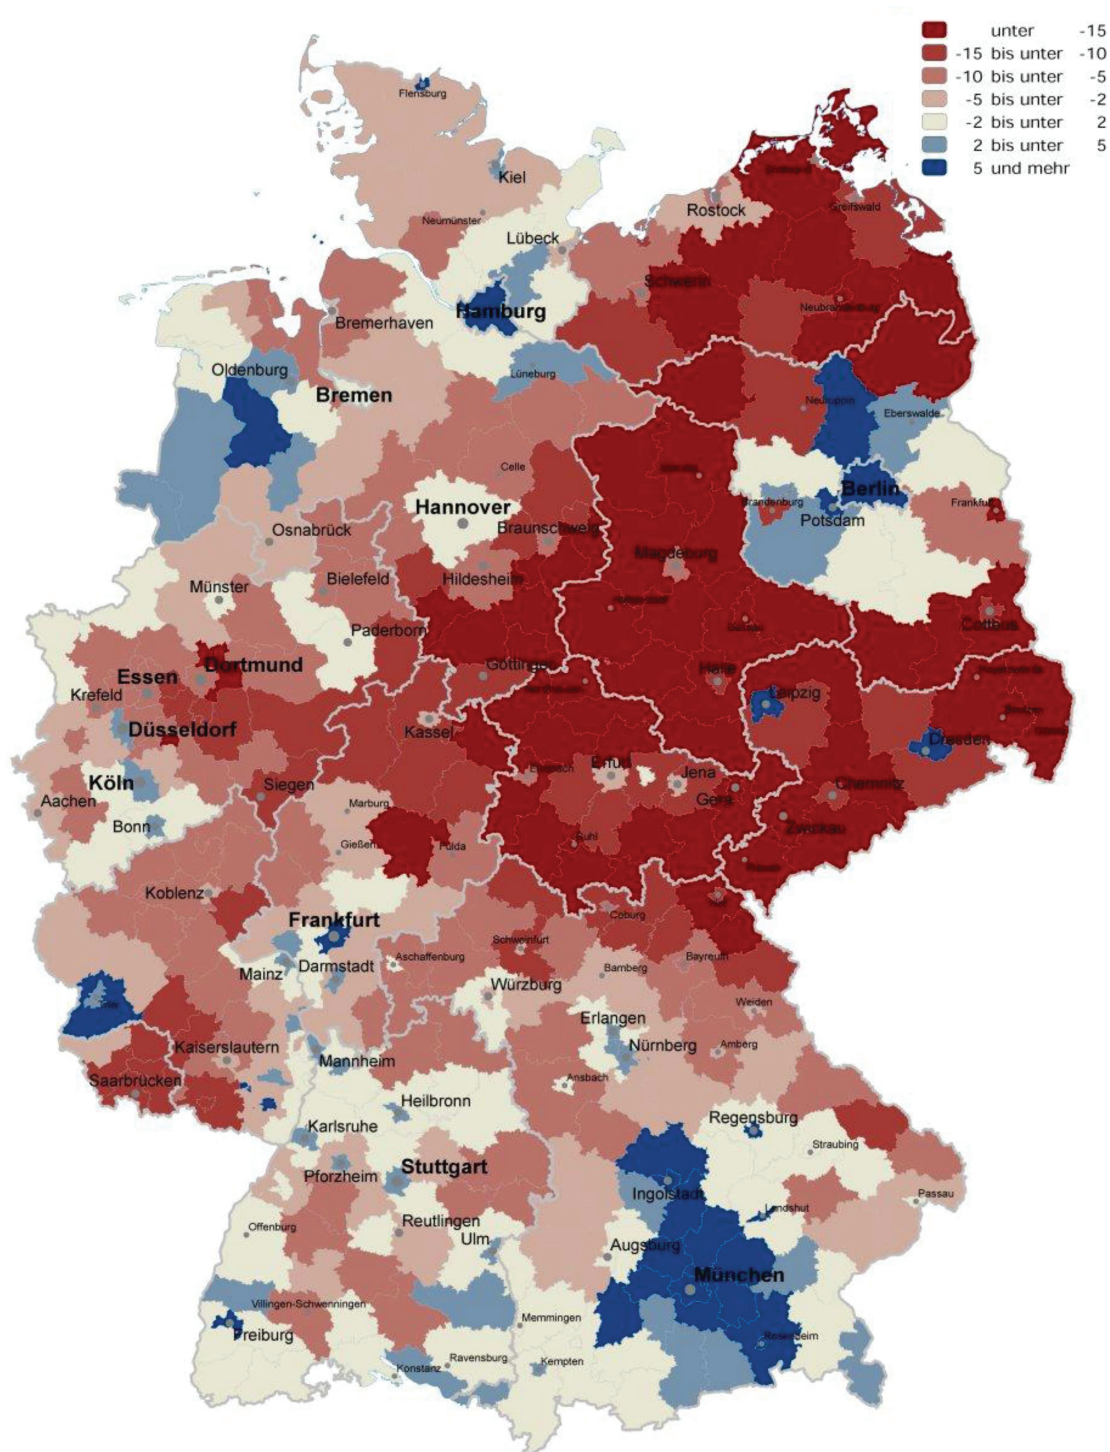 unter -15
-15 bis unter -10
-10 bis unter -5
-5 bis unter -2
-2 bis unter 2
2 bis unter 5
5 und mehr
Flensburg
Kiel
Neumünster
Rostock
Greifswald
Lübeck
Schwerin
Hamburg
Neubrandenburg
Bremerhaven
Oldenburg
Lüneburg
Bremen
Neuruppin
Eberswalde
Celle
Berlin
Hannover
Brandenburg
Frankfurt
Potsdam
Osnabrück
Braunschweig
Magdeburg
Bielefeld
Hildesheim
Münster
Cottbus
Paderborn
Dortmund
Göttingen
Halle
Essen
Krefeld
Leipzig
Düsseldorf
Kassel
Dresden
Erfurt
Jena
Köln
Siegen
Chemnitz
Gera
Aachen
Marburg
Zwickau
Bonn
Suhl
Gießen
Fulda
Koblenz
Coburg
Frankfurt
Schweinfurt
Aschaffenburg
Bayreuth
Mainz
Darmstadt
Bamberg
Würzburg
Weiden
Erlangen
Kaiserslautern
Nürnberg
Amberg
Mannheim
Saarbrücken
Ansbach
Heilbronn
Regensburg
Karlsruhe
Straubing
Stuttgart
Pforzheim
Ingolstadt
Passau
Landshut
Offenburg
Reutlingen
Ulm
Augsburg
München
Villingen-Schwenningen
Memmingen
Freiburg
Rosenheim
Ravensburg
Kempten
Konstanz